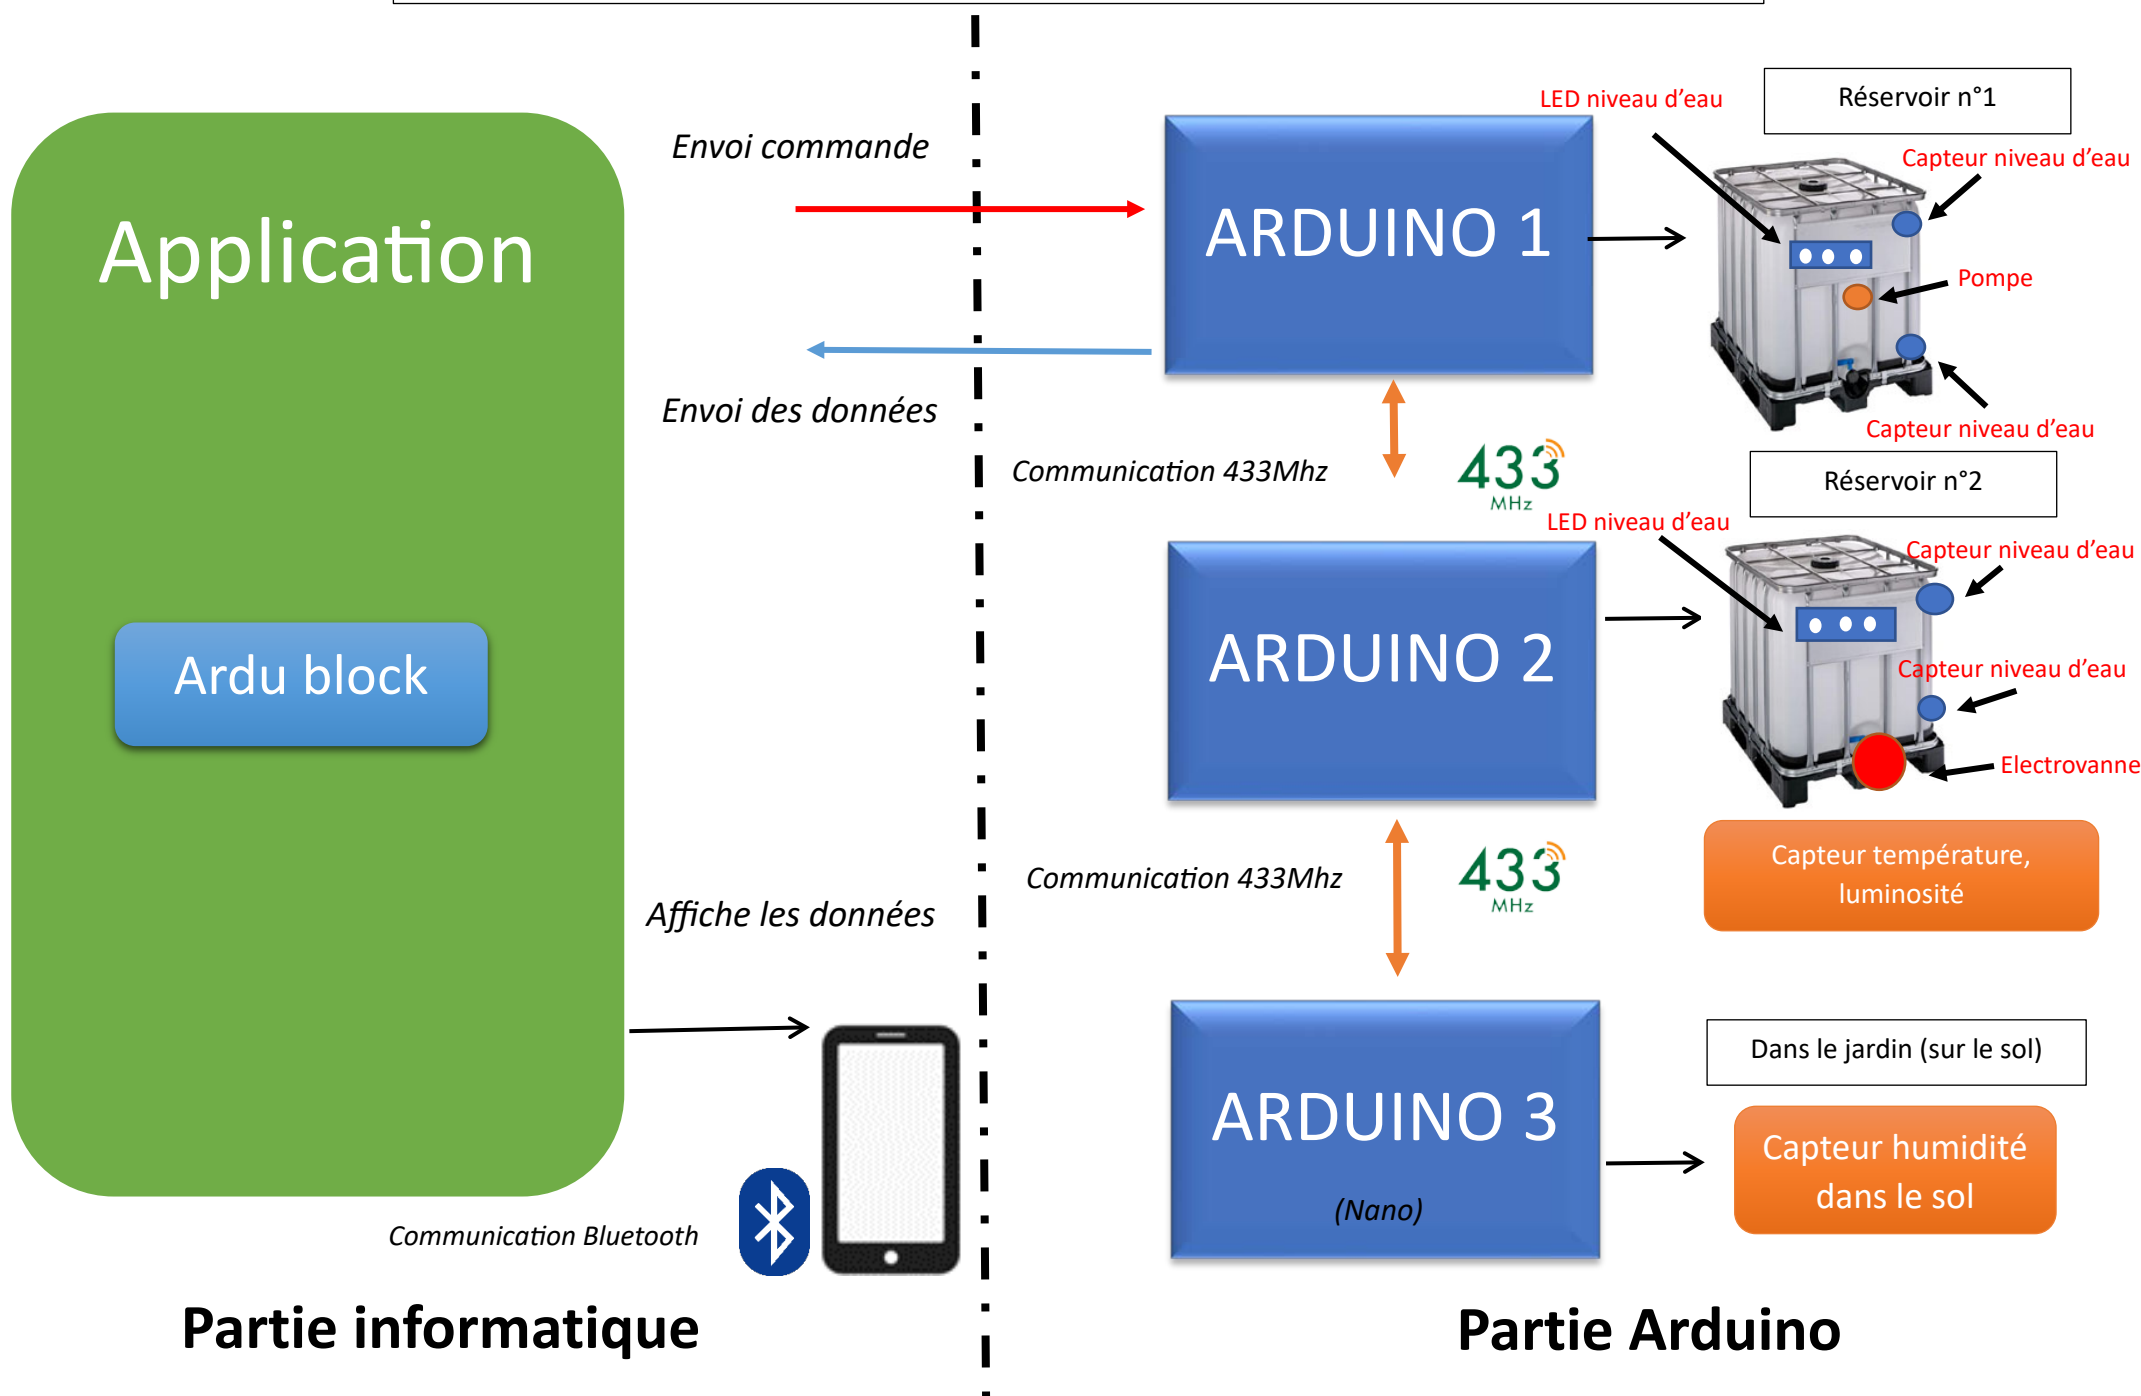 Envoi commande
LED niveau d'eau
Réservoir n°1
Capteur niveau d'eau
Application
ARDUINO 1
Pompe
Envoi des données
Capteur niveau d'eau
Communication 433Mhz
433
MHz
Réservoir n°2
LED niveau d'eau
Capteur niveau d'eau
Ardu block
ARDUINO 2
Capteur niveau d'eau
Electrovanne
Communication 433Mhz
433
MHz
Capteur température,
luminosité
Affiche les données
Dans le jardin (sur le sol)
ARDUINO 3
(Nano)
Capteur humidité
dans le sol
Communication Bluetooth
Partie informatique
Partie Arduino